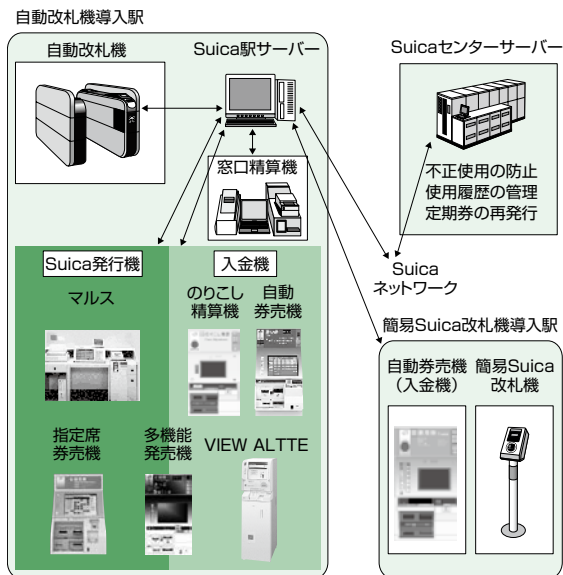 自動改札機導入駅
自動改札機
Suica駅サーバー
Suicaセンターサーバー
不正使用の防止
使用履歴の管理
定期券の再発行
窓口精算機
Suica発行機
入金機
Suica
ネットワーク
マルス
のりこし
精算機
自動
券売機
簡易Suica改札機導入駅
自動券売機
(入金機)
簡易Suica
改札機
指定席
券売機
多機能
発売機
VIEW ALTTE